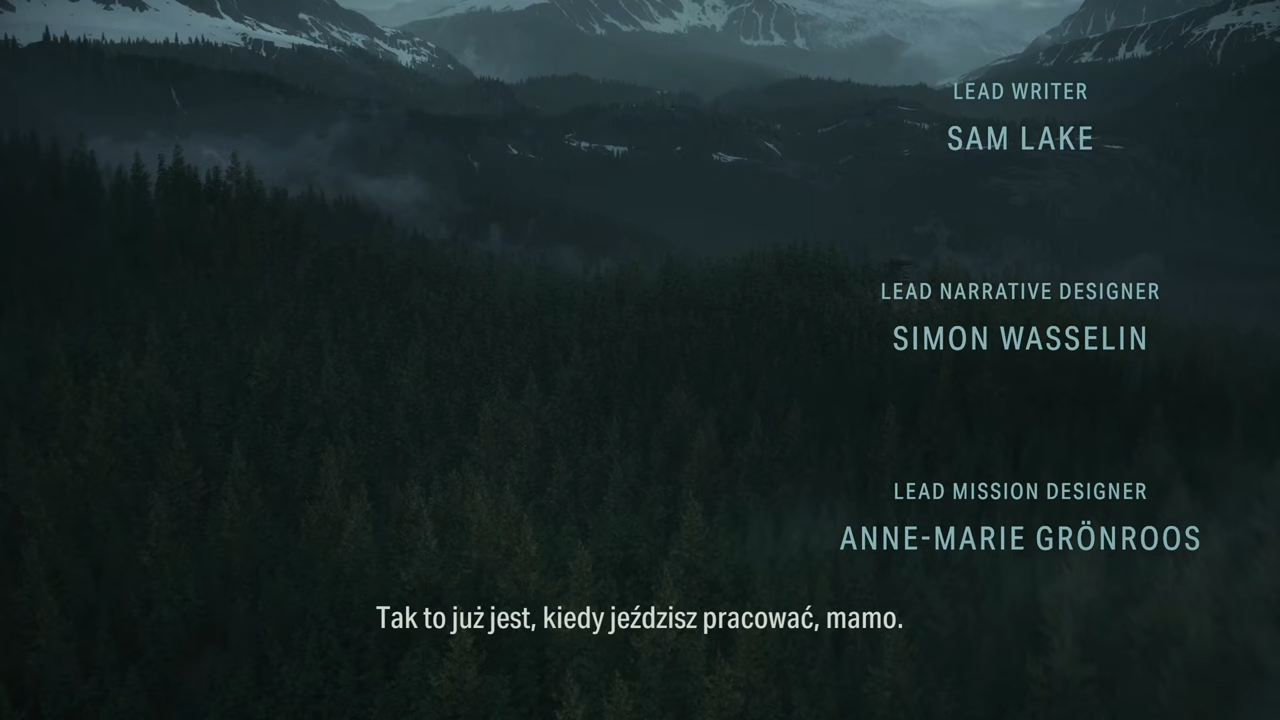 LEAD WRITER
SAM LAKE
LEAD NARRATIVE DESIGNER
SIMON WASSELIN
LEAD MISSION DESIGNER
ANNE-MARIE GRÖNROOS
Tak to już jest, kiedy jeździsz pracować, mamo.